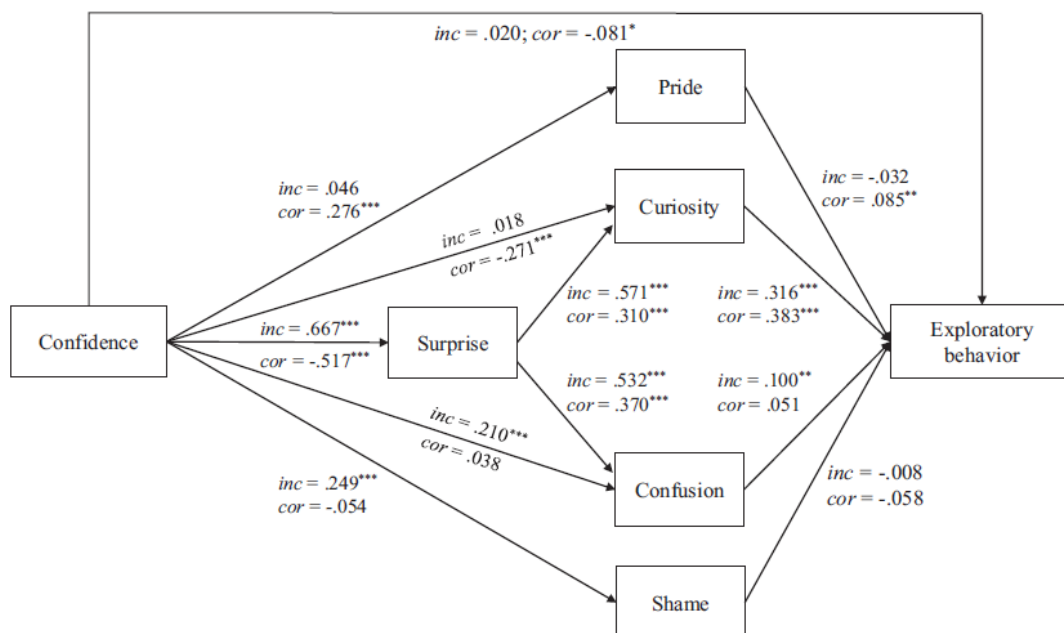 inc = .020; cor = -.081*
Pride
inc = .046
cor = .276***
inc = -.032
cor = .085**
Curiosity
inc = .018
cor = -.271***
inc = .571***
cor = .310***
inc = .316***
cor = .383***
Confidence
inc = .667***
cor = -.517***
Surprise
Exploratory
behavior
inc = .532***
cor = .370***
inc = .100**
cor = .051
inc = .210***
cor = .038
Confusion
inc = .249***
cor = -.054
inc = -.008
cor = -.058
Shame